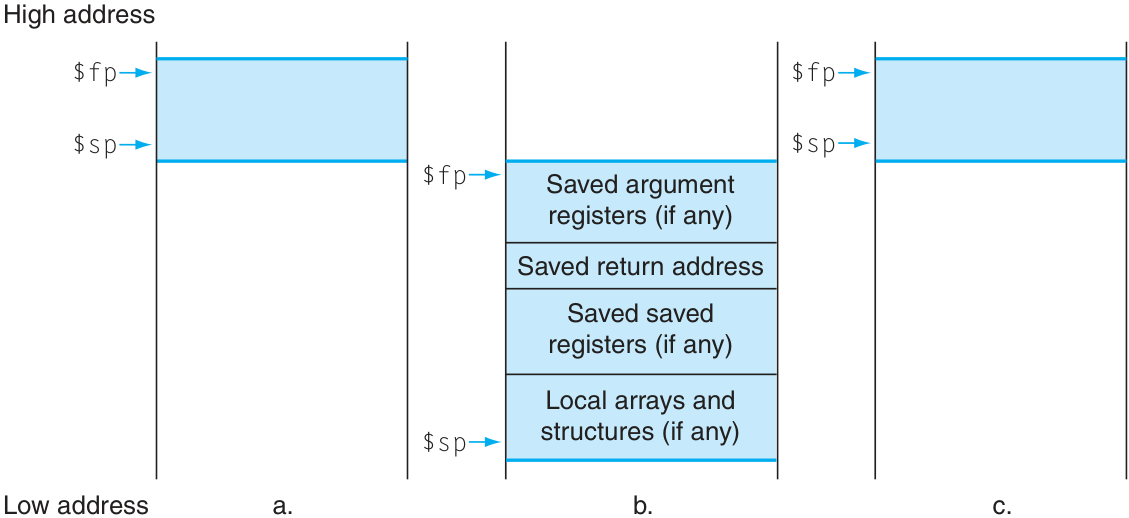 High address
$fp
$sp
$fp
Saved argument
registers (if any)
Saved return address
Saved saved
registers (if any)
Local arrays and
structures (if any)
$sp
$fp
$sp
Low address
a.
b.
c.